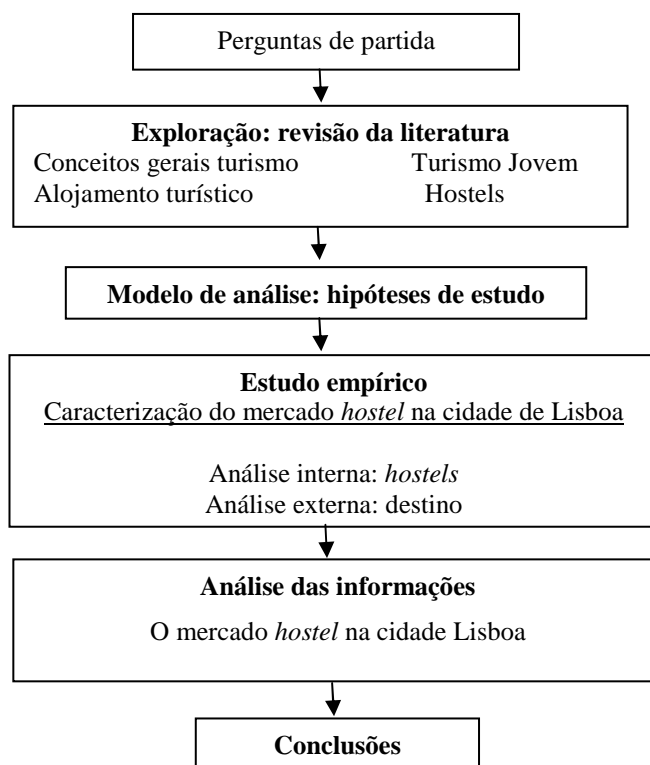 Perguntas de partida
Exploração: revisão da literatura
Conceitos gerais turismo Turismo Jovem
Alojamento turístico Hostels
Modelo de análise: hipóteses de estudo
Estudo empírico
Caracterização do mercado hostel na cidade de Lisboa
Análise interna: hostels
Análise externa: destino
Análise das informações
O mercado hostel na cidade Lisboa
Conclusões